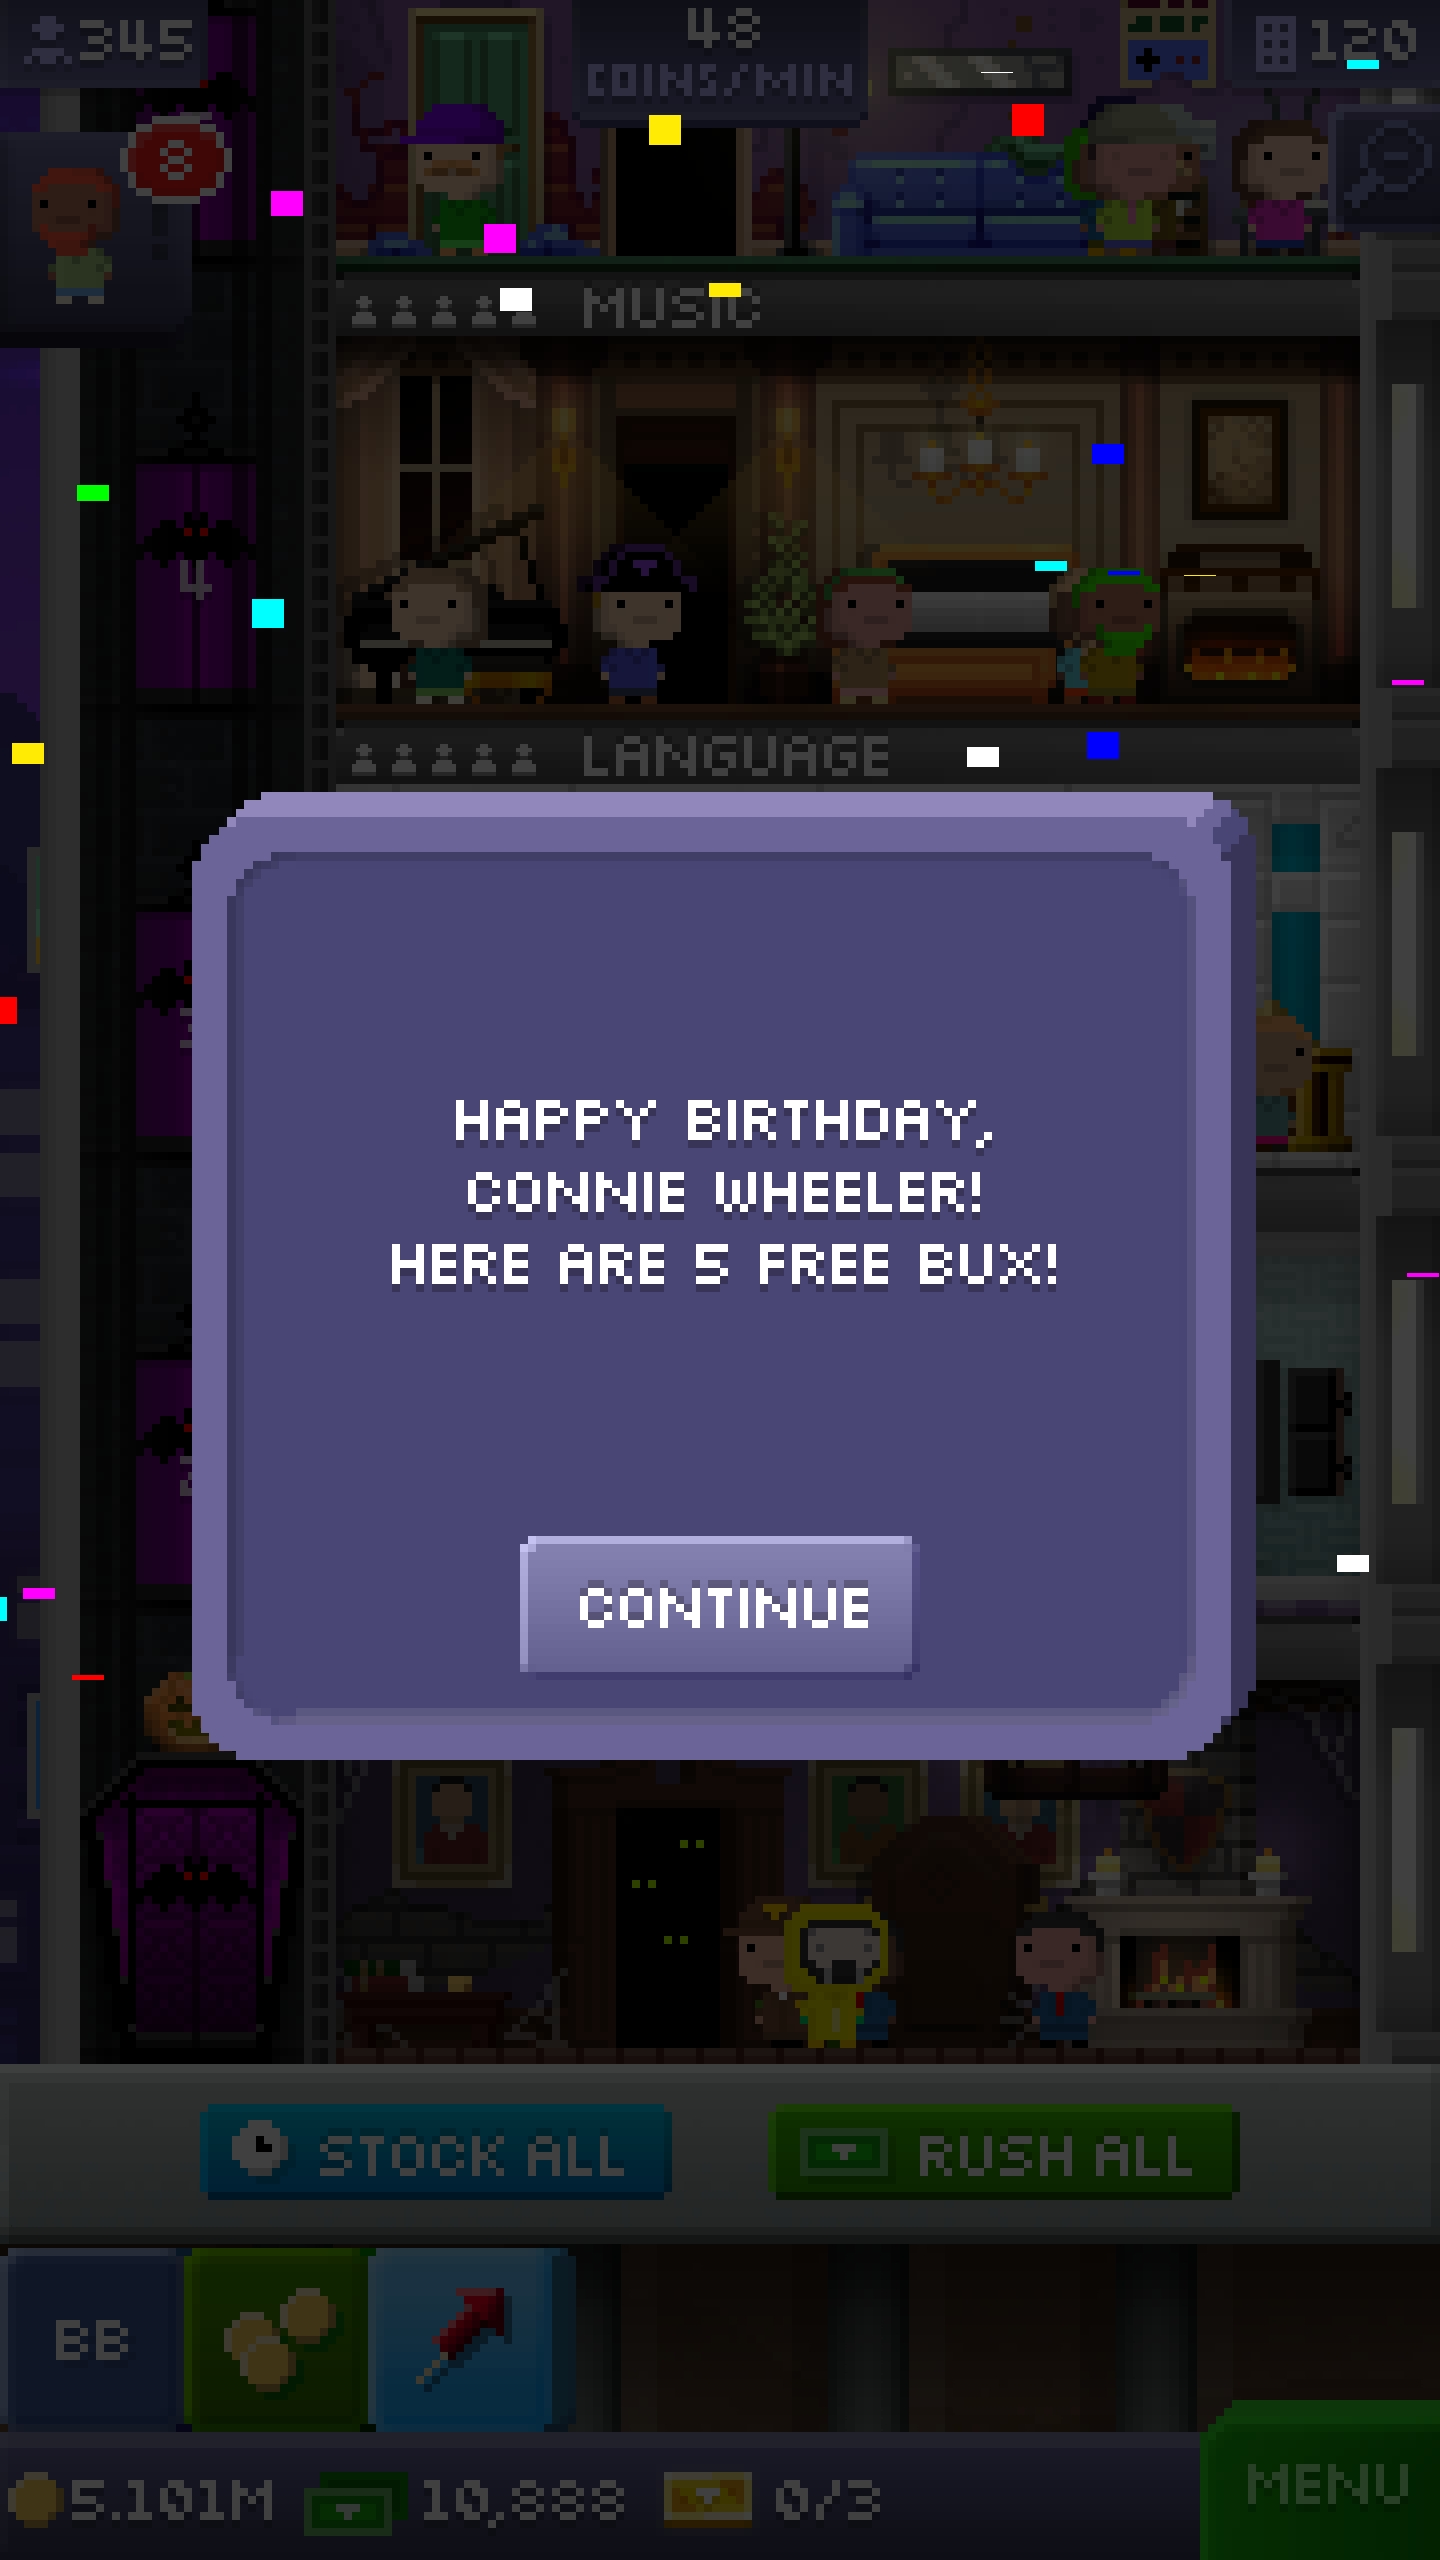 345
48
COINS/MIN
120
8
MUSIC
4
LANGUAGE
HAPPY BIRTHDAY,
CONNIE WHEELER!
HERE ARE 5 FREE BUX!
CONTINUE
STOCK ALL
RUSH ALL
BB
5.101M
10,888
0/3
MENU